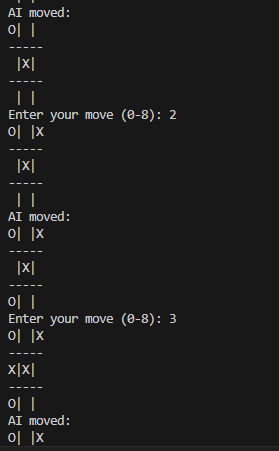 AI moved:
O| |
-----
 |X|
-----
 | |
Enter your move (0-8): 2
O| |X
-----
 |X|
-----
 | |
AI moved:
O| |X
-----
 |X|
-----
O| |
Enter your move (0-8): 3
O| |X
-----
X|X|
-----
O| |
AI moved:
O| |X